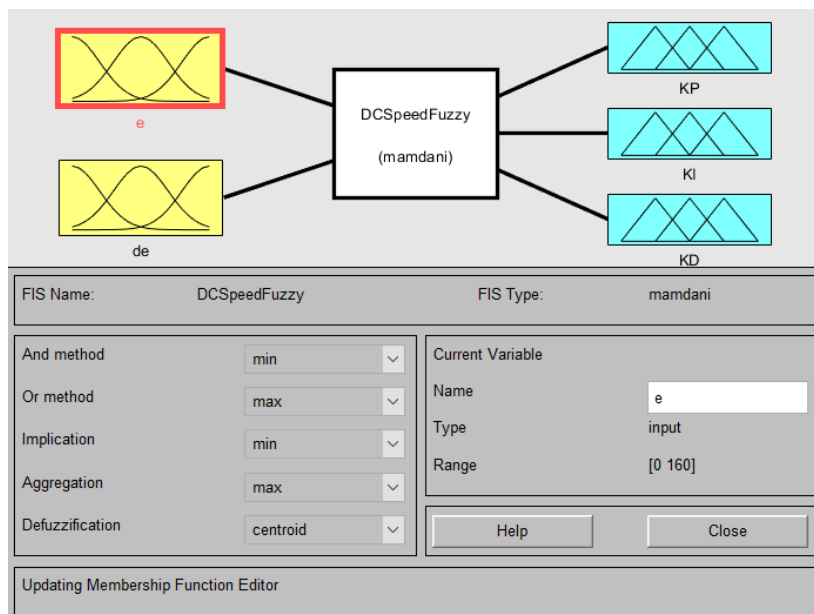 e
de
DCSpeedFuzzy
(mamdani)
KP
KI
KD
FIS Name: DCSpeedFuzzy FIS Type: mamdani
And method min
Or method max
Implication min
Aggregation max
Defuzzification centroid
Current Variable
Name e
Type input
Range [0 160]
Help Close
Updating Membership Function Editor